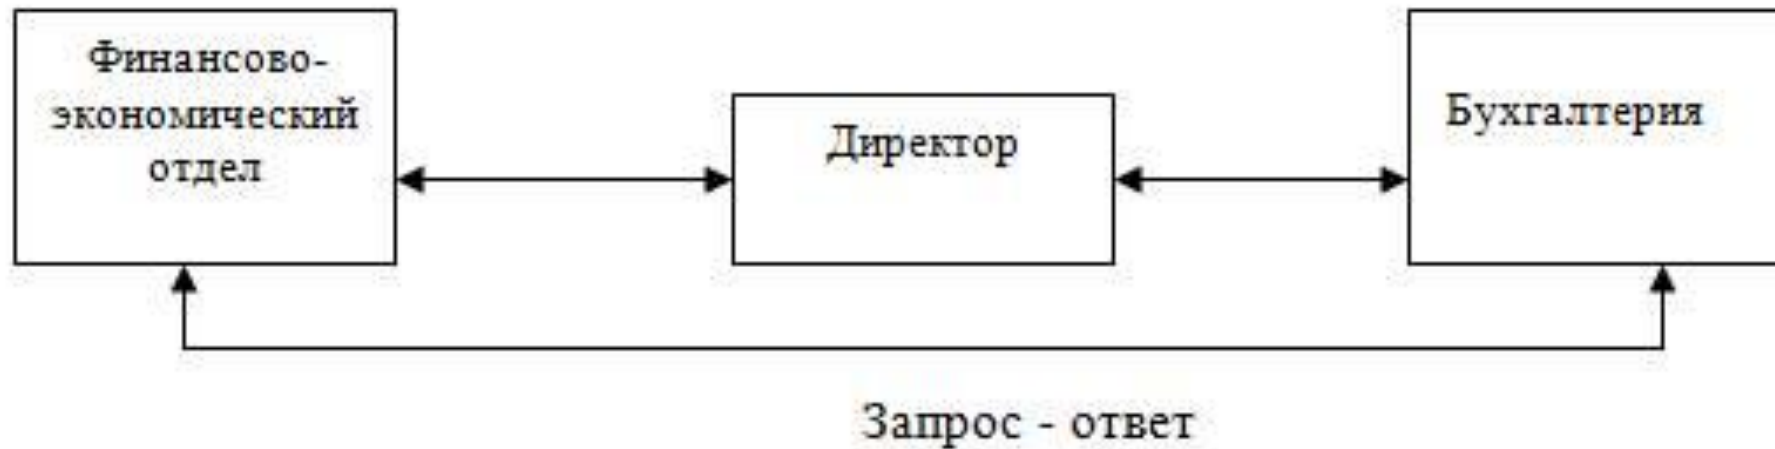 Финансово-
экономический
отдел
Директор
Бухгалтерия
Запрос - ответ